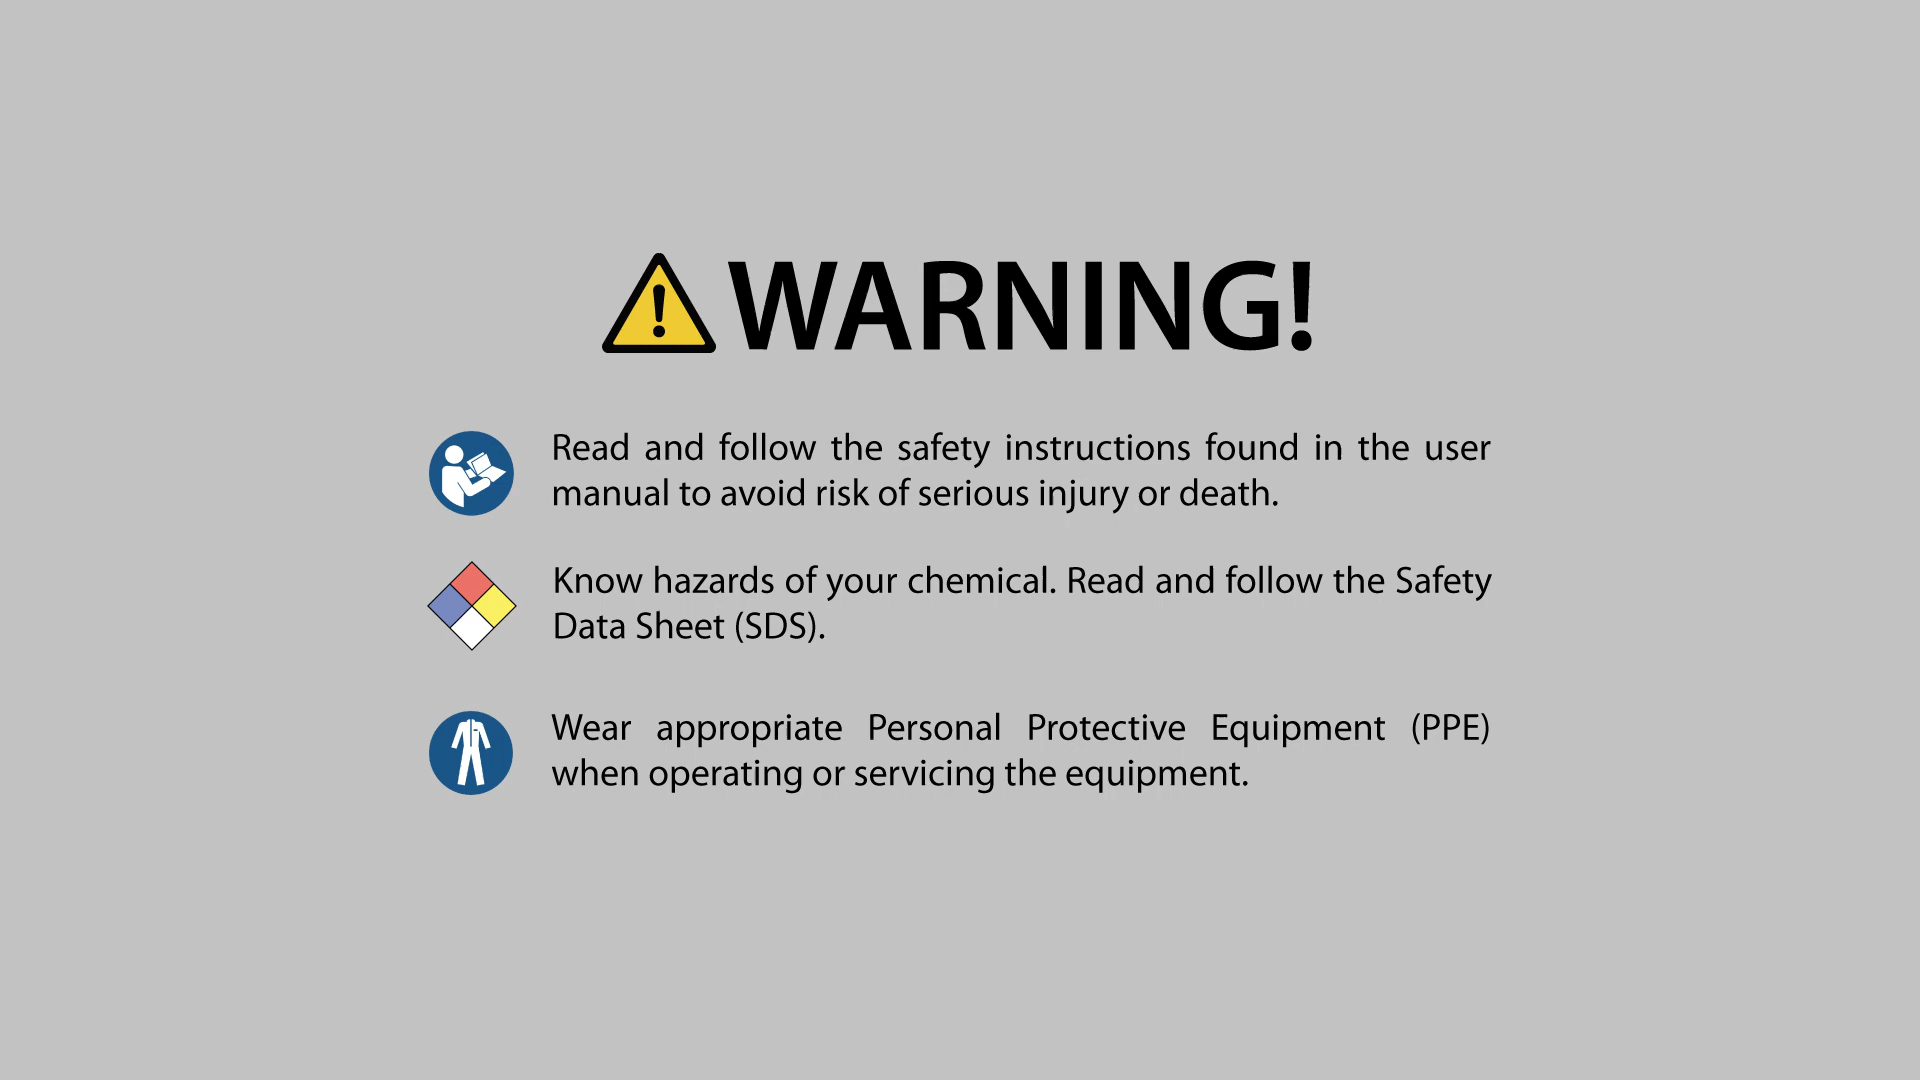 WARNING!
Read and follow the safety instructions found in the user
manual to avoid risk of serious injury or death.
Know hazards of your chemical. Read and follow the Safety
Data Sheet (SDS).
Wear appropriate Personal Protective Equipment (PPE)
when operating or servicing the equipment.